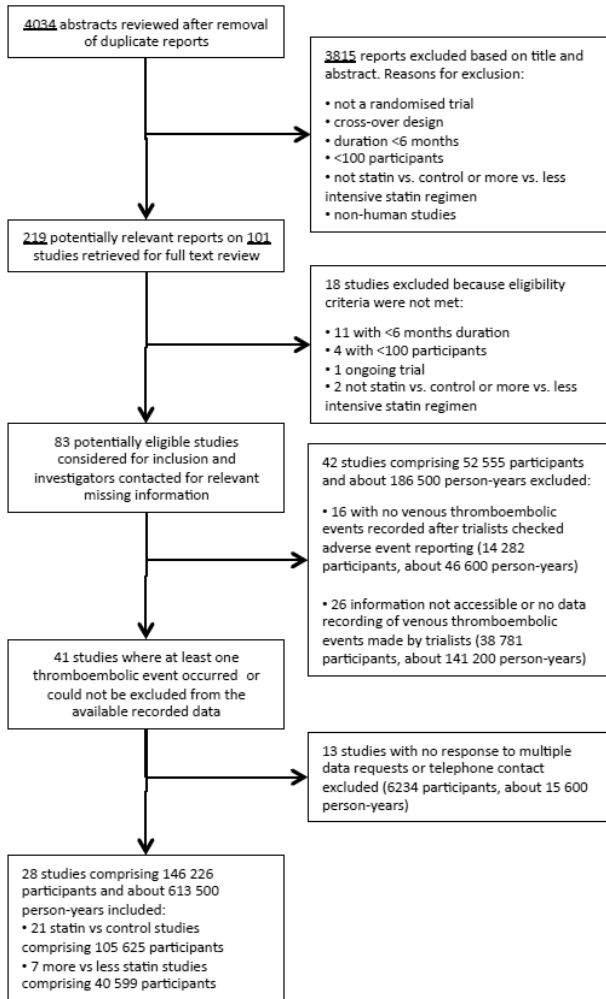 4034 abstracts reviewed after removal
of duplicate reports
3815 reports excluded based on title and
abstract. Reasons for exclusion:
• not a randomised trial
• cross-over design
• duration <6 months
• <100 participants
• not statin vs. control or more vs. less
intensive statin regimen
• non-human studies
219 potentially relevant reports on 101
studies retrieved for full text review
18 studies excluded because eligibility
criteria were not met:
• 11 with <6 months duration
• 4 with <100 participants
• 1 ongoing trial
• 2 not statin vs. control or more vs. less
intensive statin regimen
83 potentially eligible studies
considered for inclusion and
investigators contacted for relevant
missing information
42 studies comprising 52 555 participants
and about 186 500 person-years excluded:
• 16 with no venous thromboembolic
events recorded after trialists checked
adverse event reporting (14 282
participants, about 46 600 person-years)
• 26 information not accessible or no data
recording of venous thromboembolic
events made by trialists (38 781
participants, about 141 200 person-years)
41 studies where at least one
thromboembolic event occurred or
could not be excluded from the
available recorded data
13 studies with no response to multiple
data requests or telephone contact
excluded (6234 participants, about 15 600
person-years)
28 studies comprising 146 226
participants and about 613 500
person-years included:
• 21 statin vs control studies
comprising 105 625 participants
• 7 more vs less statin studies
comprising 40 599 participants